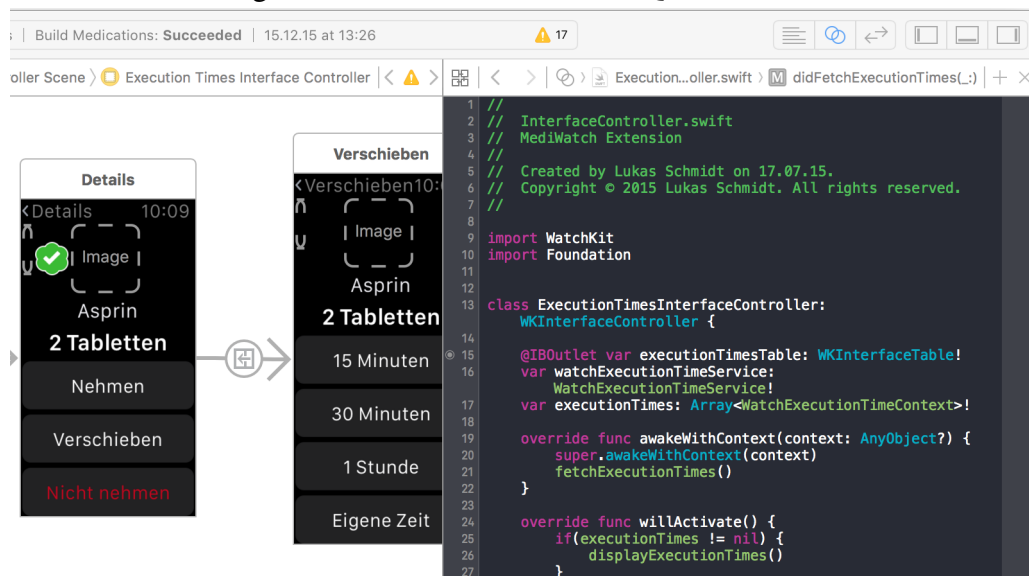 Build Medications: Succeeded | 15.12.15 at 13:26
17
oller Scene Execution Times Interface Controller
Execution...oller.swift M didFetchExecutionTimes(_:)
Details
<Details 10:09
Image
Asprin
2 Tabletten
Nehmen
Verschieben
Nicht nehmen
Verschieben
<Verschieben10:
Image
Asprin
2 Tabletten
15 Minuten
30 Minuten
1 Stunde
Eigene Zeit
1 //
2 //  InterfaceController.swift
3 //  MediWatch Extension
4 //
5 //  Created by Lukas Schmidt on 17.07.15.
6 //  Copyright © 2015 Lukas Schmidt. All rights reserved.
7 //
8
9 import WatchKit
10 import Foundation
11
12
13 class ExecutionTimesInterfaceController:
WKInterfaceController {
14
15 @IBOutlet var executionTimesTable: WKInterfaceTable!
16 var watchExecutionTimeService:
WatchExecutionTimeService!
17 var executionTimes: Array<WatchExecutionTimeContext>!
18
19 override func awakeWithContext(context: AnyObject?) {
20 super.awakeWithContext(context)
21 fetchExecutionTimes()
22 }
23
24 override func willActivate() {
25 if(executionTimes != nil) {
26 displayExecutionTimes()
27 }